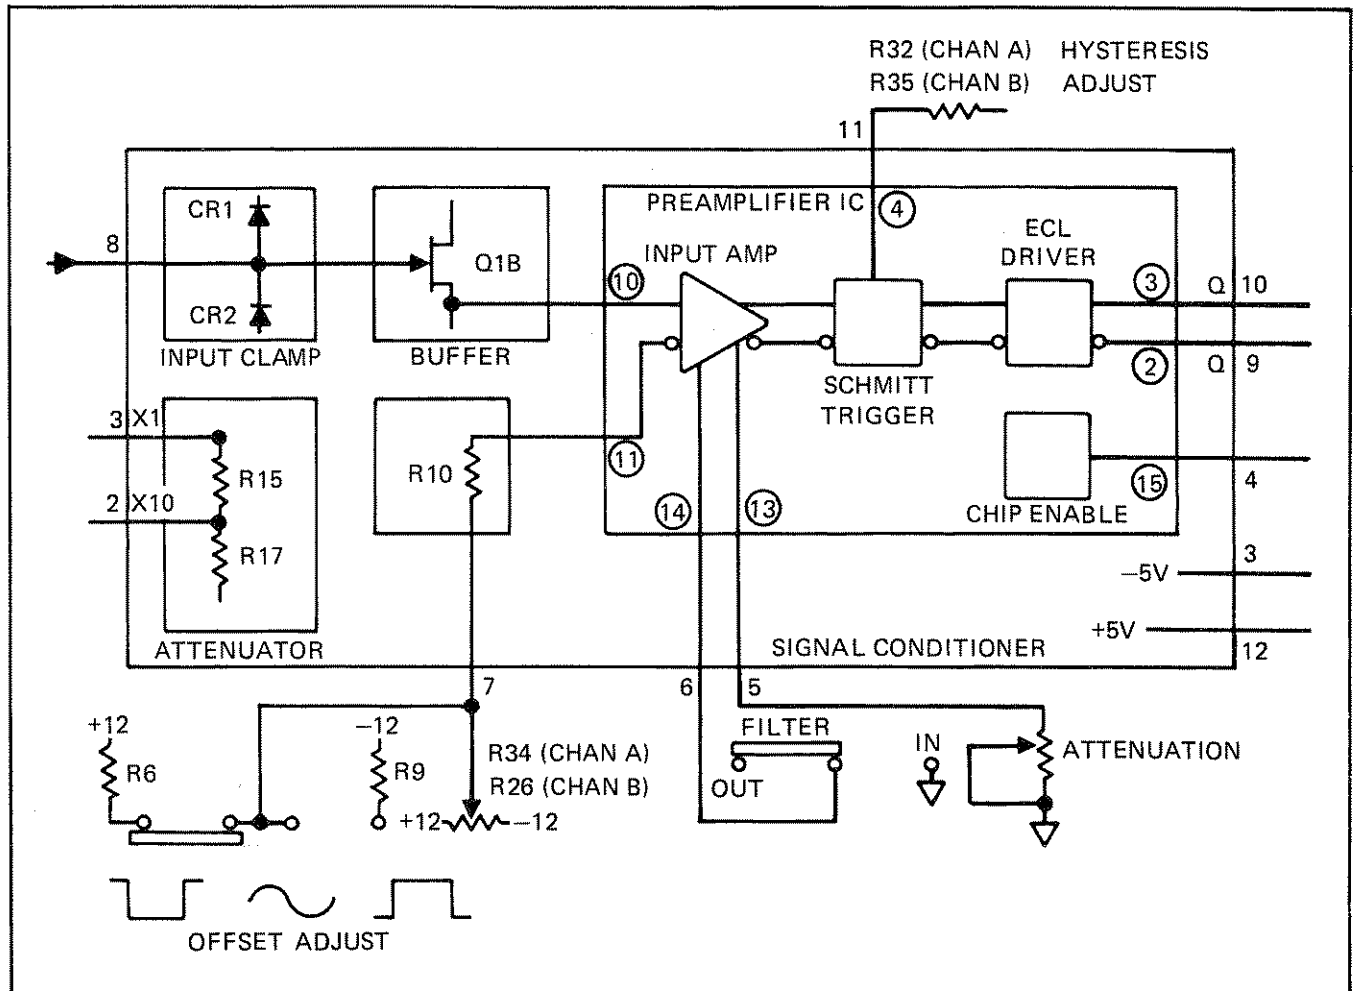 R32 (CHAN A) HYSTERESIS
R35 (CHAN B) ADJUST
11
PREAMPLIFIER IC
4
CR1
8
CR2
INPUT CLAMP
Q1B
BUFFER
10
INPUT AMP
ECL
DRIVER
3
Q 10
2
Q 9
SCHMITT
TRIGGER
3 X1
R15
2 X10
R17
ATTENUATOR
R10
11
14
13
15
4
CHIP ENABLE
-5V
3
+5V
12
SIGNAL CONDITIONER
7
6
5
+12
R6
-12
R9
R34 (CHAN A)
R26 (CHAN B)
+12
-12
FILTER
OUT
IN
ATTENUATION
OFFSET ADJUST